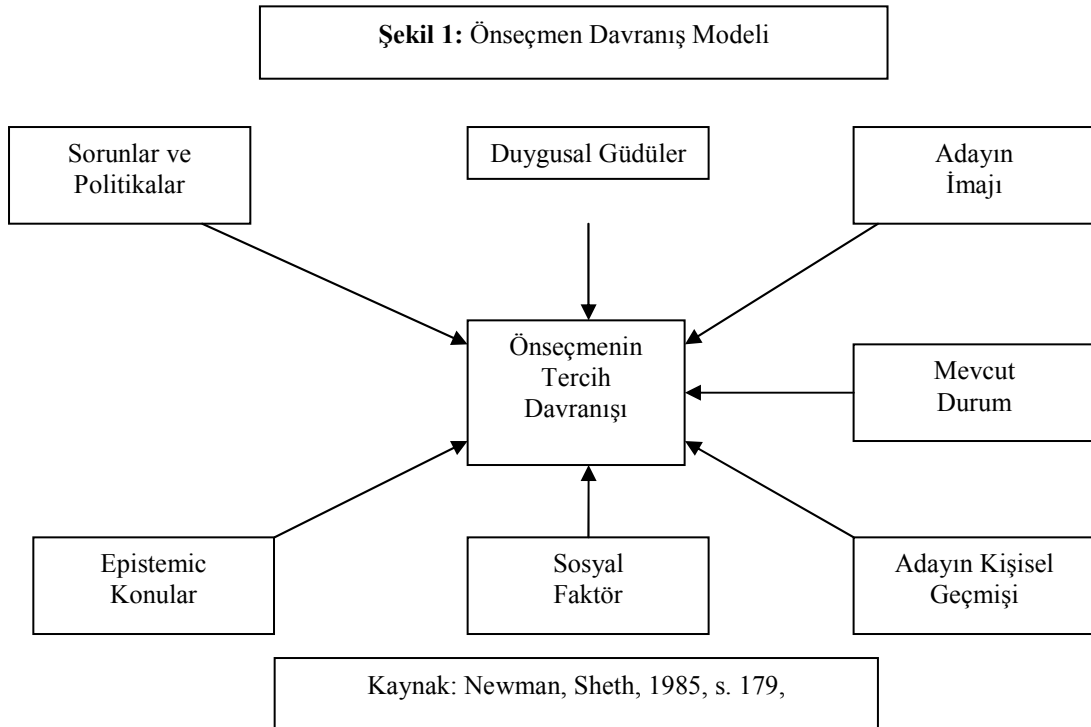 Şekil 1: Önseçmen Davranış Modeli
Sorunlar ve
Politikalar
Duygusal Güdüler
Adayın
İmajı
Önseçmenin
Tercih
Davranışı
Mevcut
Durum
Epistemic
Konular
Sosyal
Faktör
Adayın Kişisel
Geçmişi
Kaynak: Newman, Sheth, 1985, s. 179,